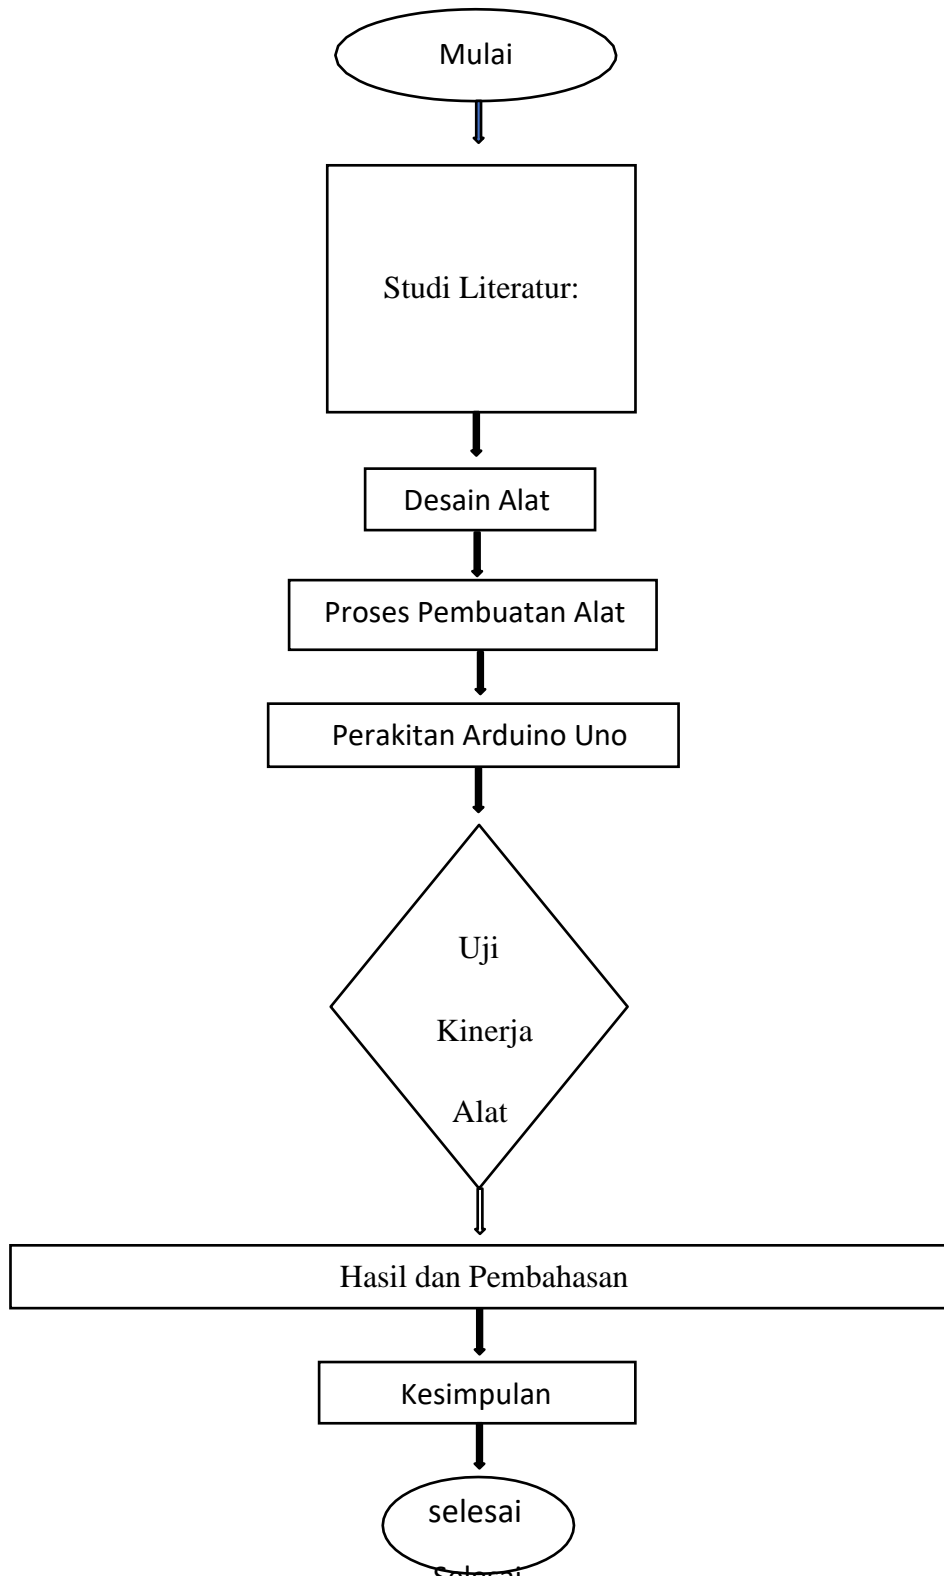 Mulai
Studi Literatur:
Desain Alat
Proses Pembuatan Alat
Perakitan Arduino Uno
Uji
Kinerja
Alat
Hasil dan Pembahasan
Kesimpulan
selesai
Selesai